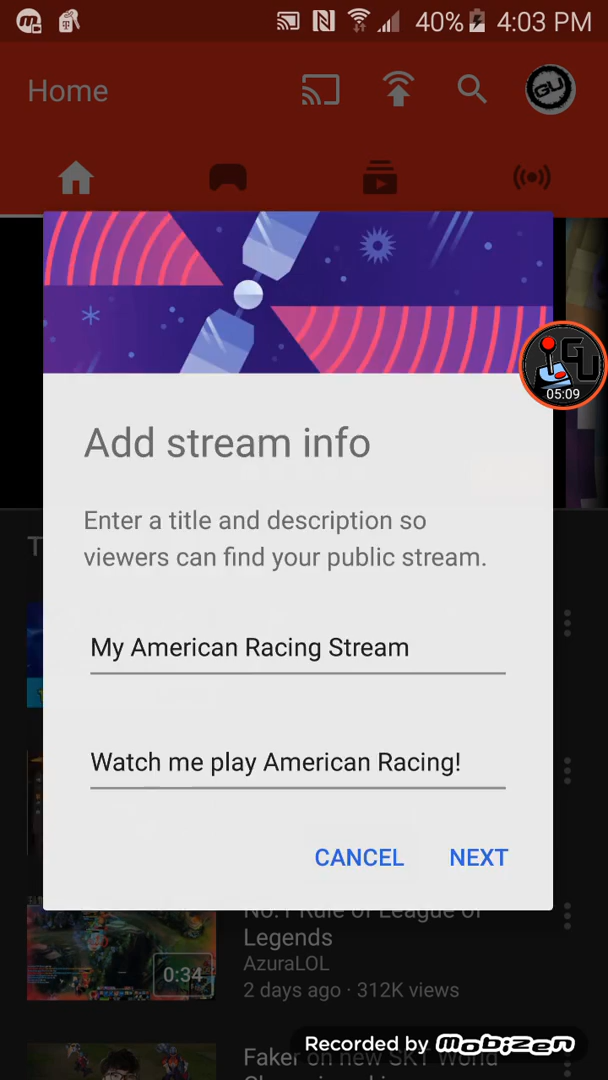 40% 4:03 PM
Home
GU
GU
05:09
Add stream info
Enter a title and description so
viewers can find your public stream.
My American Racing Stream
Watch me play American Racing!
CANCEL NEXT
No.1 Rule of League of
Legends
AzuraLOL
0:34
2 days ago · 312K views
Recorded by Mobizen
Faker on new SKT World